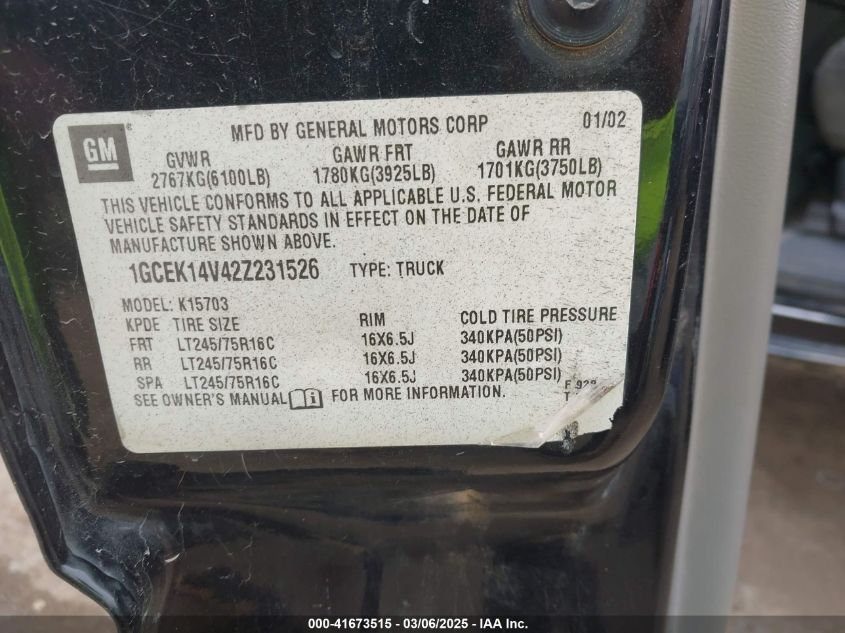 MFD BY GENERAL MOTORS CORP 01/02
GM
®
GVWR GAWR FRT GAWR RR
2767KG(6100LB) 1780KG(3925LB) 1701KG(3750LB)
THIS VEHICLE CONFORMS TO ALL APPLICABLE U.S. FEDERAL MOTOR
VEHICLE SAFETY STANDARDS IN EFFECT ON THE DATE OF
MANUFACTURE SHOWN ABOVE.
1GCEK14V42Z231526 TYPE: TRUCK
MODEL: K15703
KPDE TIRE SIZE RIM COLD TIRE PRESSURE
FRT LT245/75R16C 16X6.5J 340KPA(50PSI)
RR LT245/75R16C 16X6.5J 340KPA(50PSI)
SPA LT245/75R16C 16X6.5J 340KPA(50PSI)
SEE OWNER'S MANUAL i FOR MORE INFORMATION.
000-41673515 - 03/06/2025 - IAA Inc.